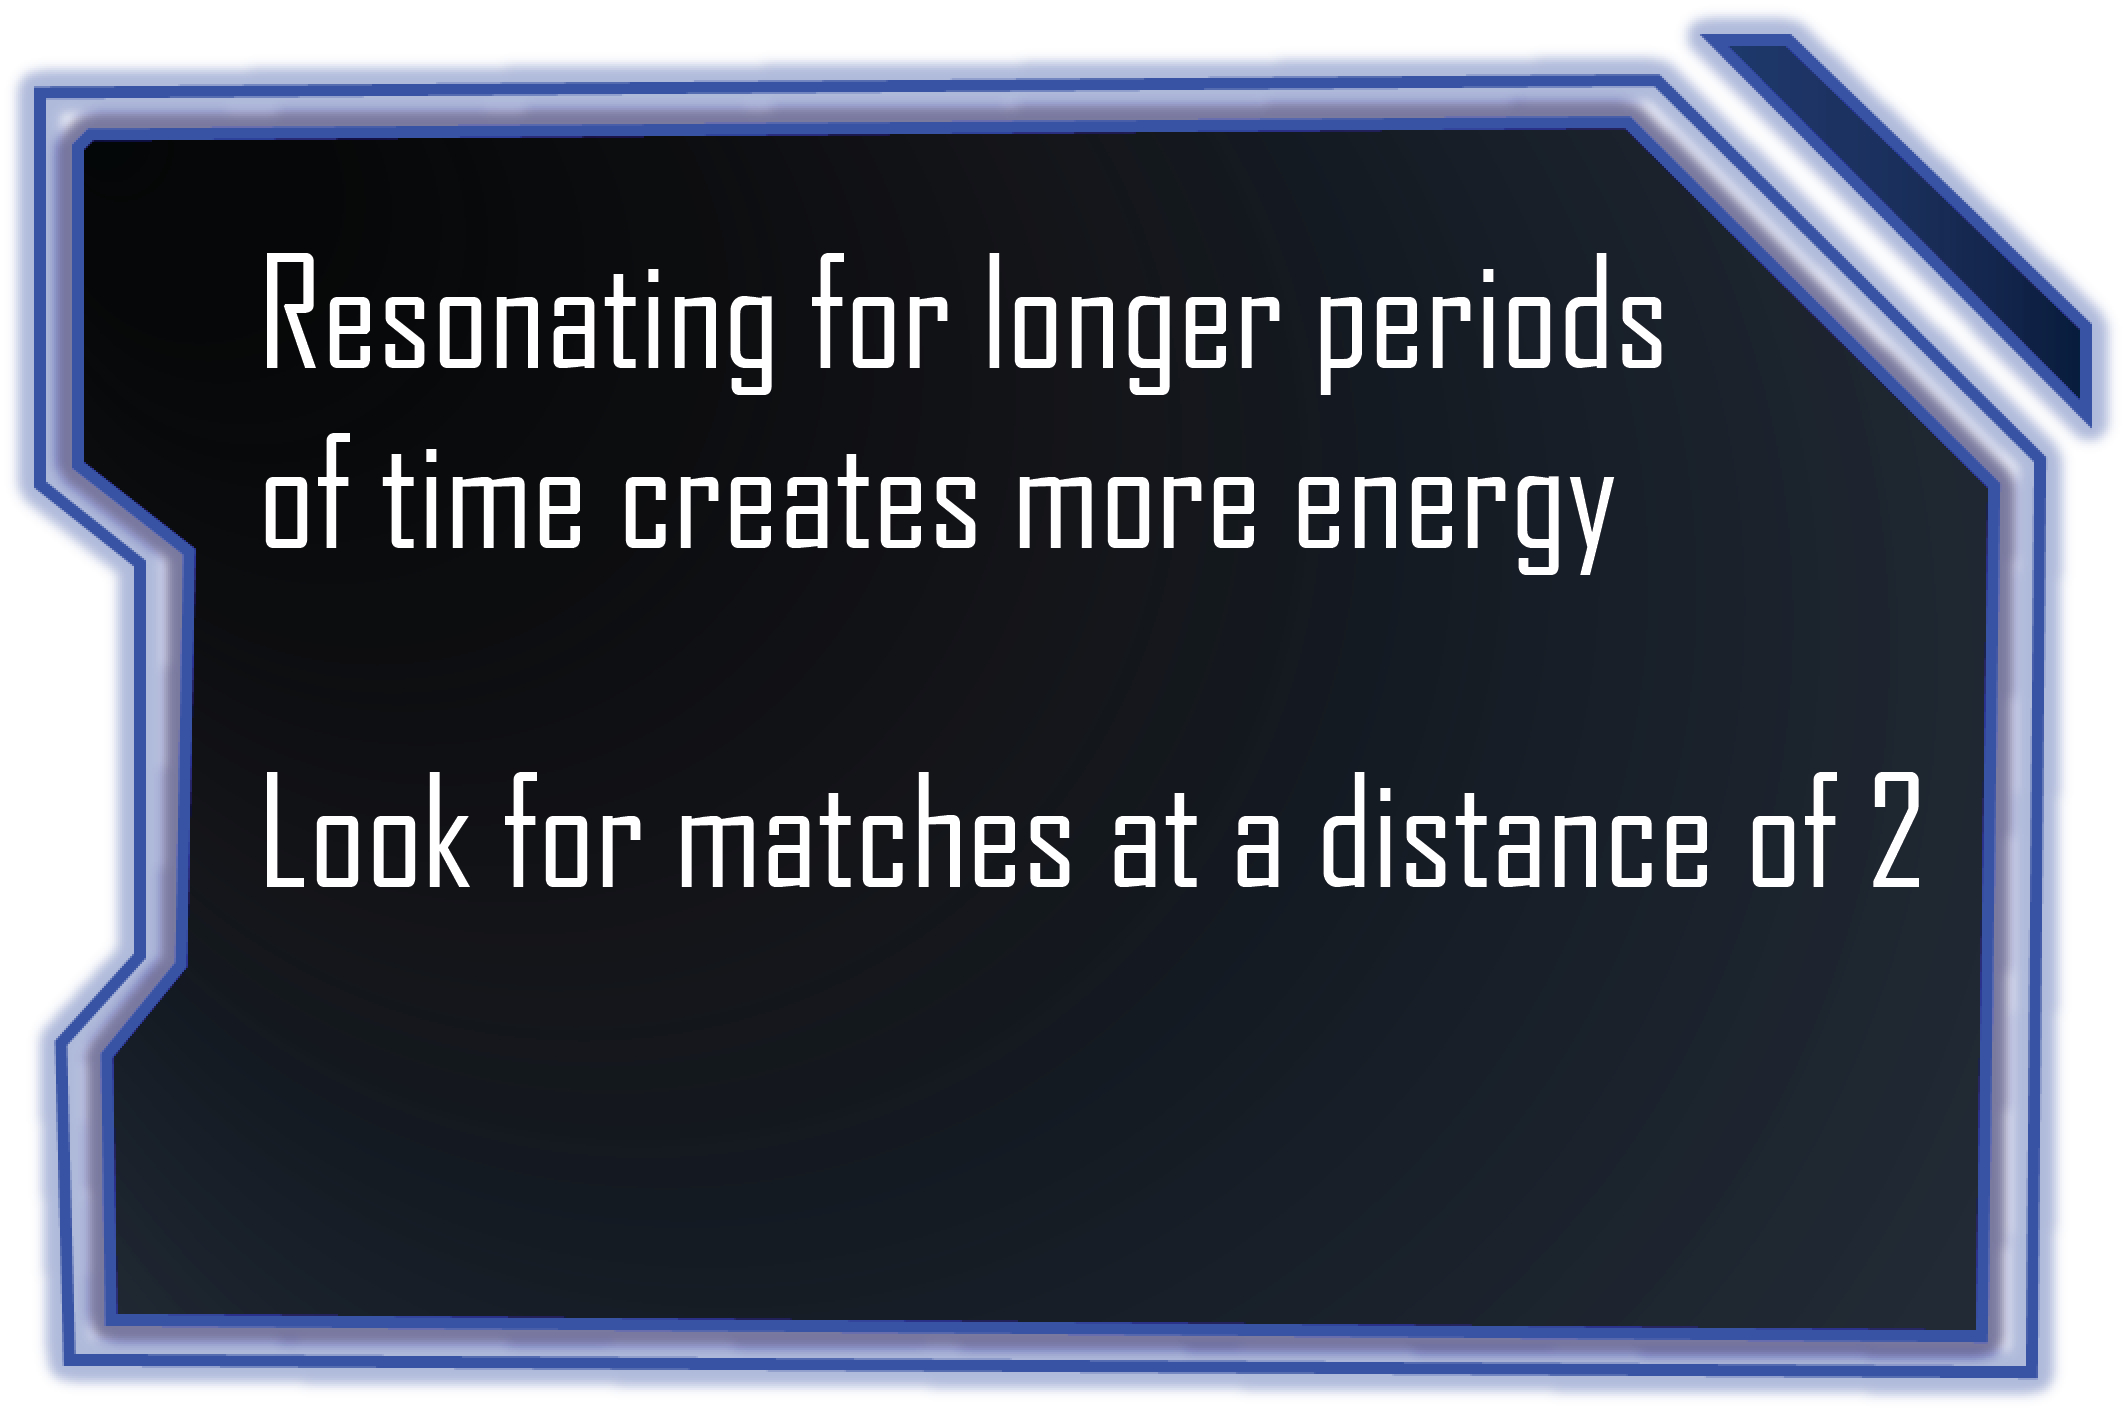 Resonating for longer periods
of time creates more energy
Look for matches at a distance of 2